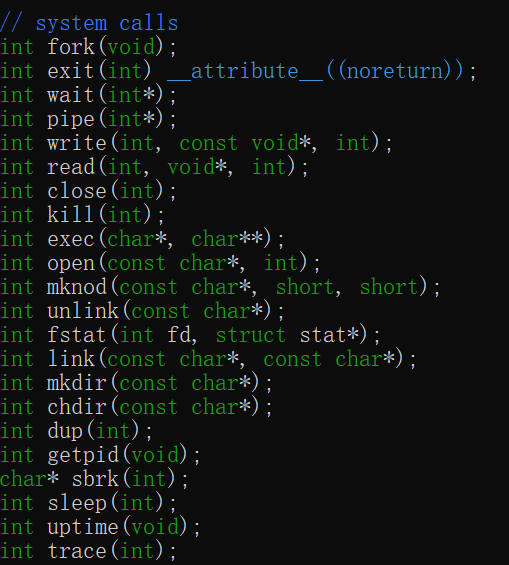 // system calls
int fork(void);
int exit(int) __attribute__((noreturn));
int wait(int*);
int pipe(int*);
int write(int, const void*, int);
int read(int, void*, int);
int close(int);
int kill(int);
int exec(char*, char**);
int open(const char*, int);
int mknod(const char*, short, short);
int unlink(const char*);
int fstat(int fd, struct stat*);
int link(const char*, const char*);
int mkdir(const char*);
int chdir(const char*);
int dup(int);
int getpid(void);
char* sbrk(int);
int sleep(int);
int uptime(void);
int trace(int);